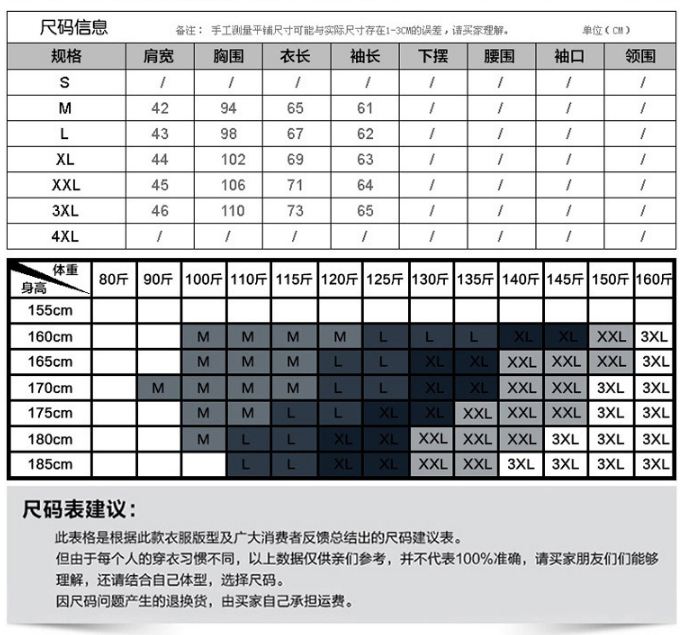 尺码信息 备注： 手工测量平铺尺寸可能与实际尺寸存在1-3CM的误差，请买家理解。 单位（CM）
规格 肩宽 胸围 衣长 袖长 下摆 腰围 袖口 领围
S / / / / / / / /
M 42 94 65 61 / / / /
L 43 98 67 62 / / / /
XL 44 102 69 63 / / / /
XXL 45 106 71 64 / / / /
3XL 46 110 73 65 / / / /
4XL / / / / / / / /
体重 80斤 90斤 100斤 110斤 115斤 120斤 125斤 130斤 135斤 140斤 145斤 150斤 160斤
身高
155cm
160cm M M M M L L L XL XL XXL 3XL
165cm M M M L L XL XL XXL XXL XXL 3XL
170cm M M M M L L XL XL XXL XXL 3XL 3XL
175cm M M L L XL XL XXL XXL XXL 3XL 3XL
180cm M L L XL XL XXL XXL XXL 3XL 3XL 3XL
185cm L L XL XL XXL XXL 3XL 3XL 3XL 3XL
尺码表建议：
此表格是根据此款衣服版型及广大消费者反馈总结出的尺码建议表。
但由于每个人的穿衣习惯不同，以上数据仅供亲们参考，并不代表100%准确，请买家朋友们们能够
理解，还请结合自己体型，选择尺码。
因尺码问题产生的退换货，由买家自己承担运费。